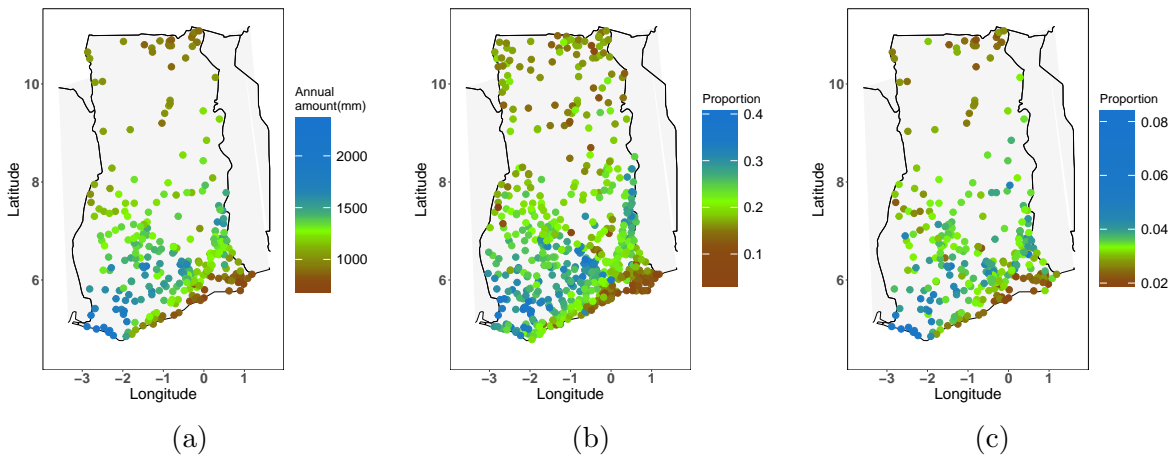 Latitude
10
8
6
−3 −2 −1 0 1
Longitude
Annual
amount(mm)
2000
1500
1000
(a)
Latitude
10
8
6
−3 −2 −1 0 1
Longitude
Proportion
0.4
0.3
0.2
0.1
(b)
Latitude
10
8
6
−3 −2 −1 0 1
Longitude
Proportion
0.08
0.06
0.04
0.02
(c)